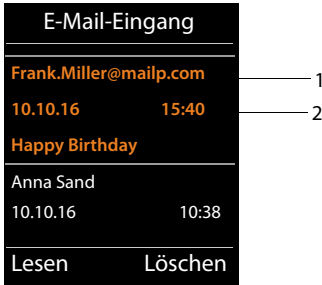 E-Mail-Eingang
Frank.Miller@mailp.com 1
10.10.16 15:40 2
Happy Birthday
Anna Sand
10.10.16 10:38
Lesen Löschen